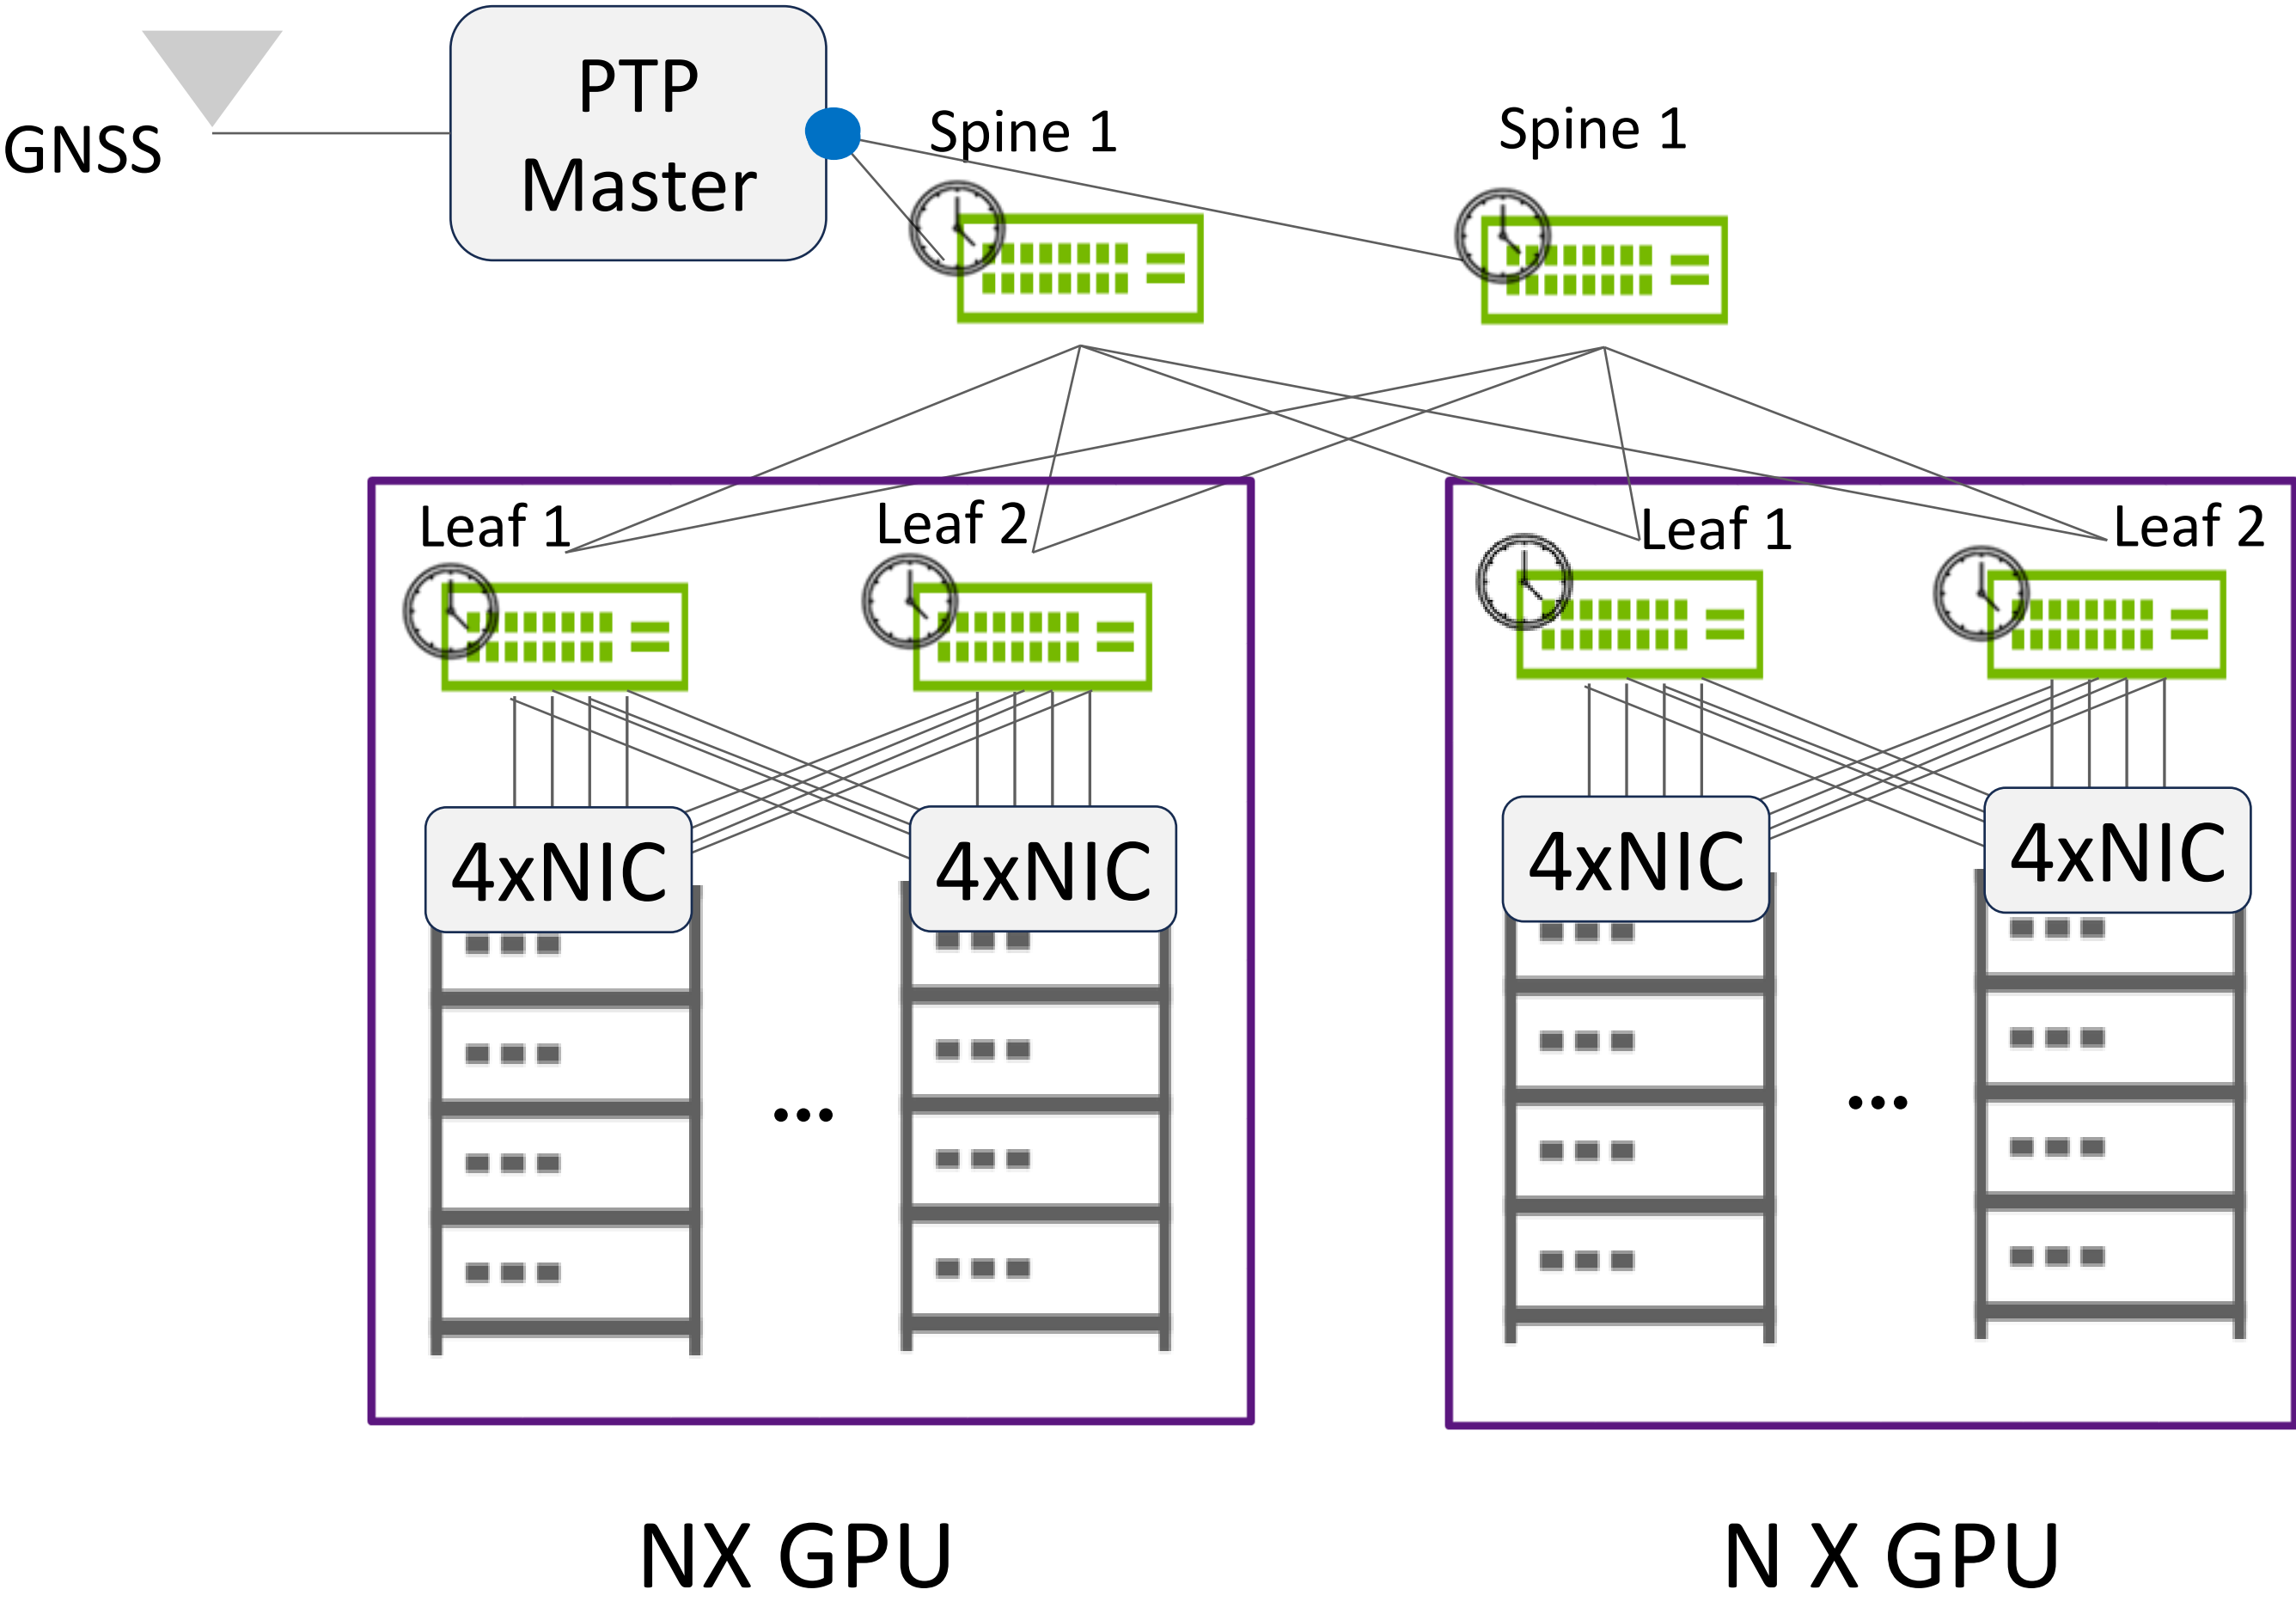 PTP
Master
GNSS
Spine 1
Spine 1
Leaf 1
Leaf 2
Leaf 1
Leaf 2
4xNIC
4xNIC
4xNIC
4xNIC
...
...
NX GPU
N X GPU